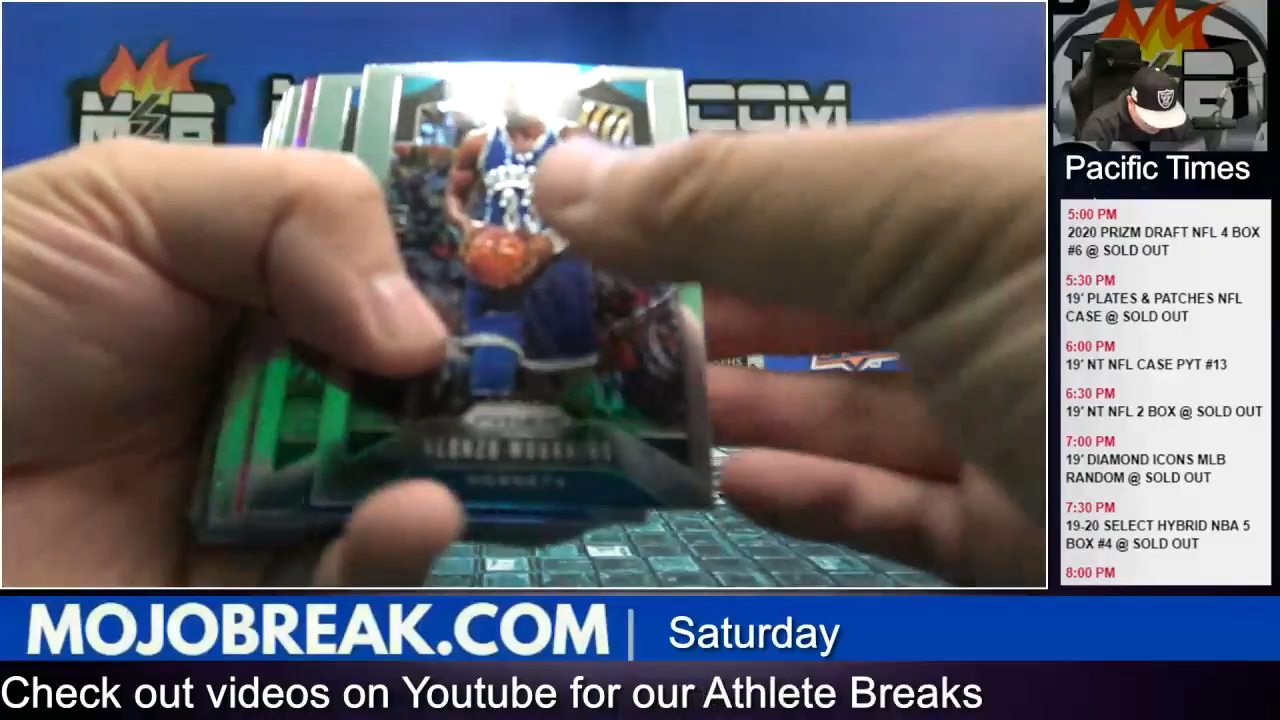 COM
Pacific Times
5:00 PM
2020 PRIZM DRAFT NFL 4 BOX
#6 @ SOLD OUT
5:30 PM
19' PLATES & PATCHES NFL
CASE @ SOLD OUT
6:00 PM
19' NT NFL CASE PYT #13
6:30 PM
19' NT NFL 2 BOX @ SOLD OUT
7:00 PM
19' DIAMOND ICONS MLB
RANDOM @ SOLD OUT
7:30 PM
19-20 SELECT HYBRID NBA 5
BOX #4 @ SOLD OUT
8:00 PM
HORNETS
MOJOBREAK.COM | Saturday
Check out videos on Youtube for our Athlete Breaks